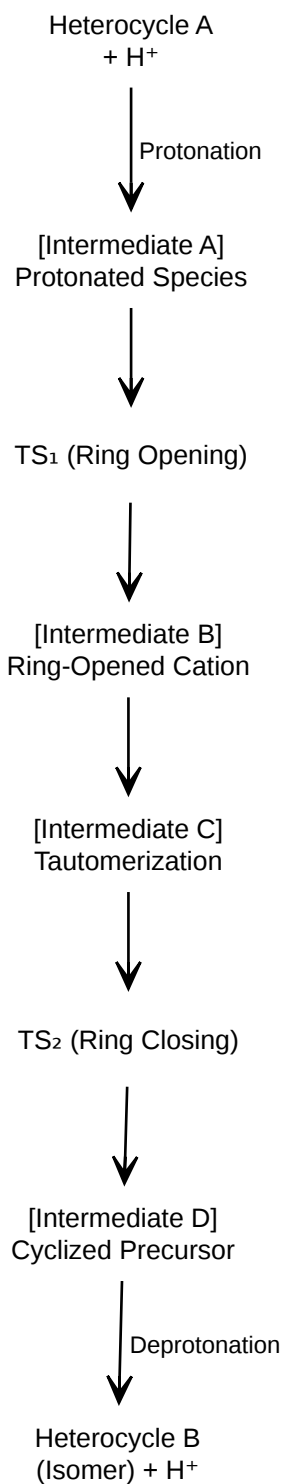 Heterocycle A
+ H⁺
Protonation
[Intermediate A]
Protonated Species
TS₁ (Ring Opening)
[Intermediate B]
Ring-Opened Cation
[Intermediate C]
Tautomerization
TS₂ (Ring Closing)
[Intermediate D]
Cyclized Precursor
Deprotonation
Heterocycle B
(Isomer) + H⁺